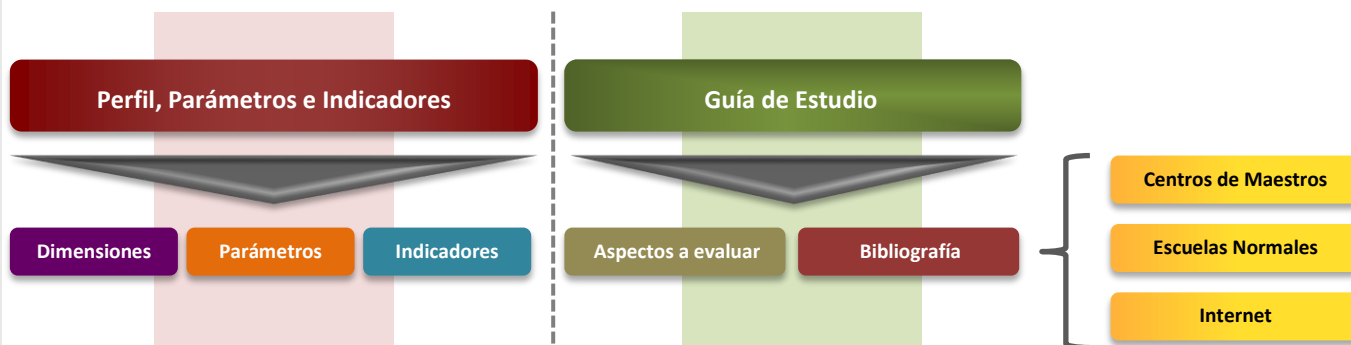 Perfil, Parámetros e Indicadores
Guía de Estudio
Dimensiones
Parámetros
Indicadores
Aspectos a evaluar
Bibliografía
Centros de Maestros
Escuelas Normales
Internet